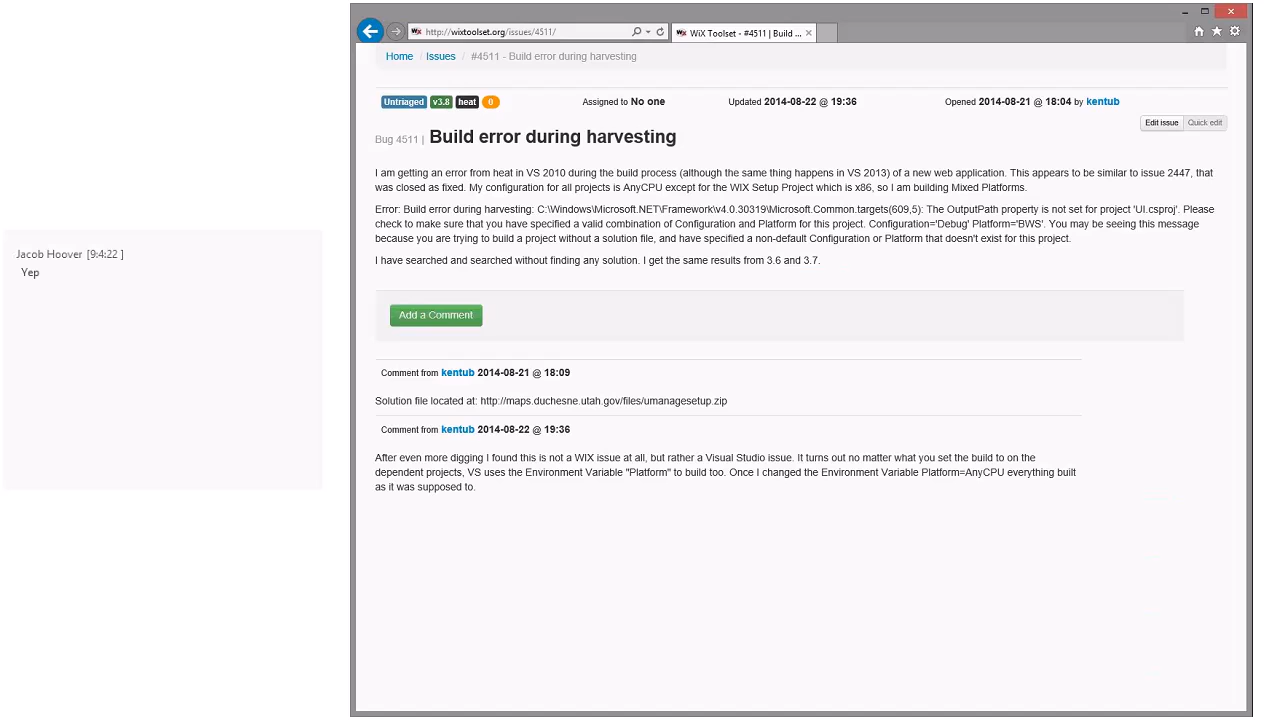 http://wixtoolset.org/issues/4511/
WiX Toolset - #4511 | Build ...
Home / Issues / #4511 - Build error during harvesting
Untriaged v3.8 heat 0
Assigned to No one
Updated 2014-08-22 @ 19:36
Opened 2014-08-21 @ 18:04 by kentub
Edit issue Quick edit
Bug 4511 | Build error during harvesting
I am getting an error from heat in VS 2010 during the build process (although the same thing happens in VS 2013) of a new web application. This appears to be similar to issue 2447, that
was closed as fixed. My configuration for all projects is AnyCPU except for the WIX Setup Project which is x86, so I am building Mixed Platforms.
Error: Build error during harvesting: C:\Windows\Microsoft.NET\Framework\v4.0.30319\Microsoft.Common.targets(609,5): The OutputPath property is not set for project 'UI.csproj'. Please
check to make sure that you have specified a valid combination of Configuration and Platform for this project. Configuration='Debug' Platform='BWS'. You may be seeing this message
because you are trying to build a project without a solution file, and have specified a non-default Configuration or Platform that doesn't exist for this project.
I have searched and searched without finding any solution. I get the same results from 3.6 and 3.7.
Jacob Hoover [9:4:22 ]
Yep
Add a Comment
Comment from kentub 2014-08-21 @ 18:09
Solution file located at: http://maps.duchesne.utah.gov/files/umanagesetup.zip
Comment from kentub 2014-08-22 @ 19:36
After even more digging I found this is not a WIX issue at all, but rather a Visual Studio issue. It turns out no matter what you set the build to on the
dependent projects, VS uses the Environment Variable "Platform" to build too. Once I changed the Environment Variable Platform=AnyCPU everything built
as it was supposed to.